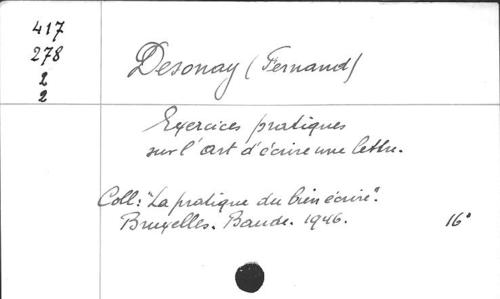 417
278
2
2
Desonay (Fernand)
Exercices pratiques
sur l'art d'écrire une lettre.
Coll: "La pratique du bien écrire".
Bruxelles. Baude. 1946.
16°